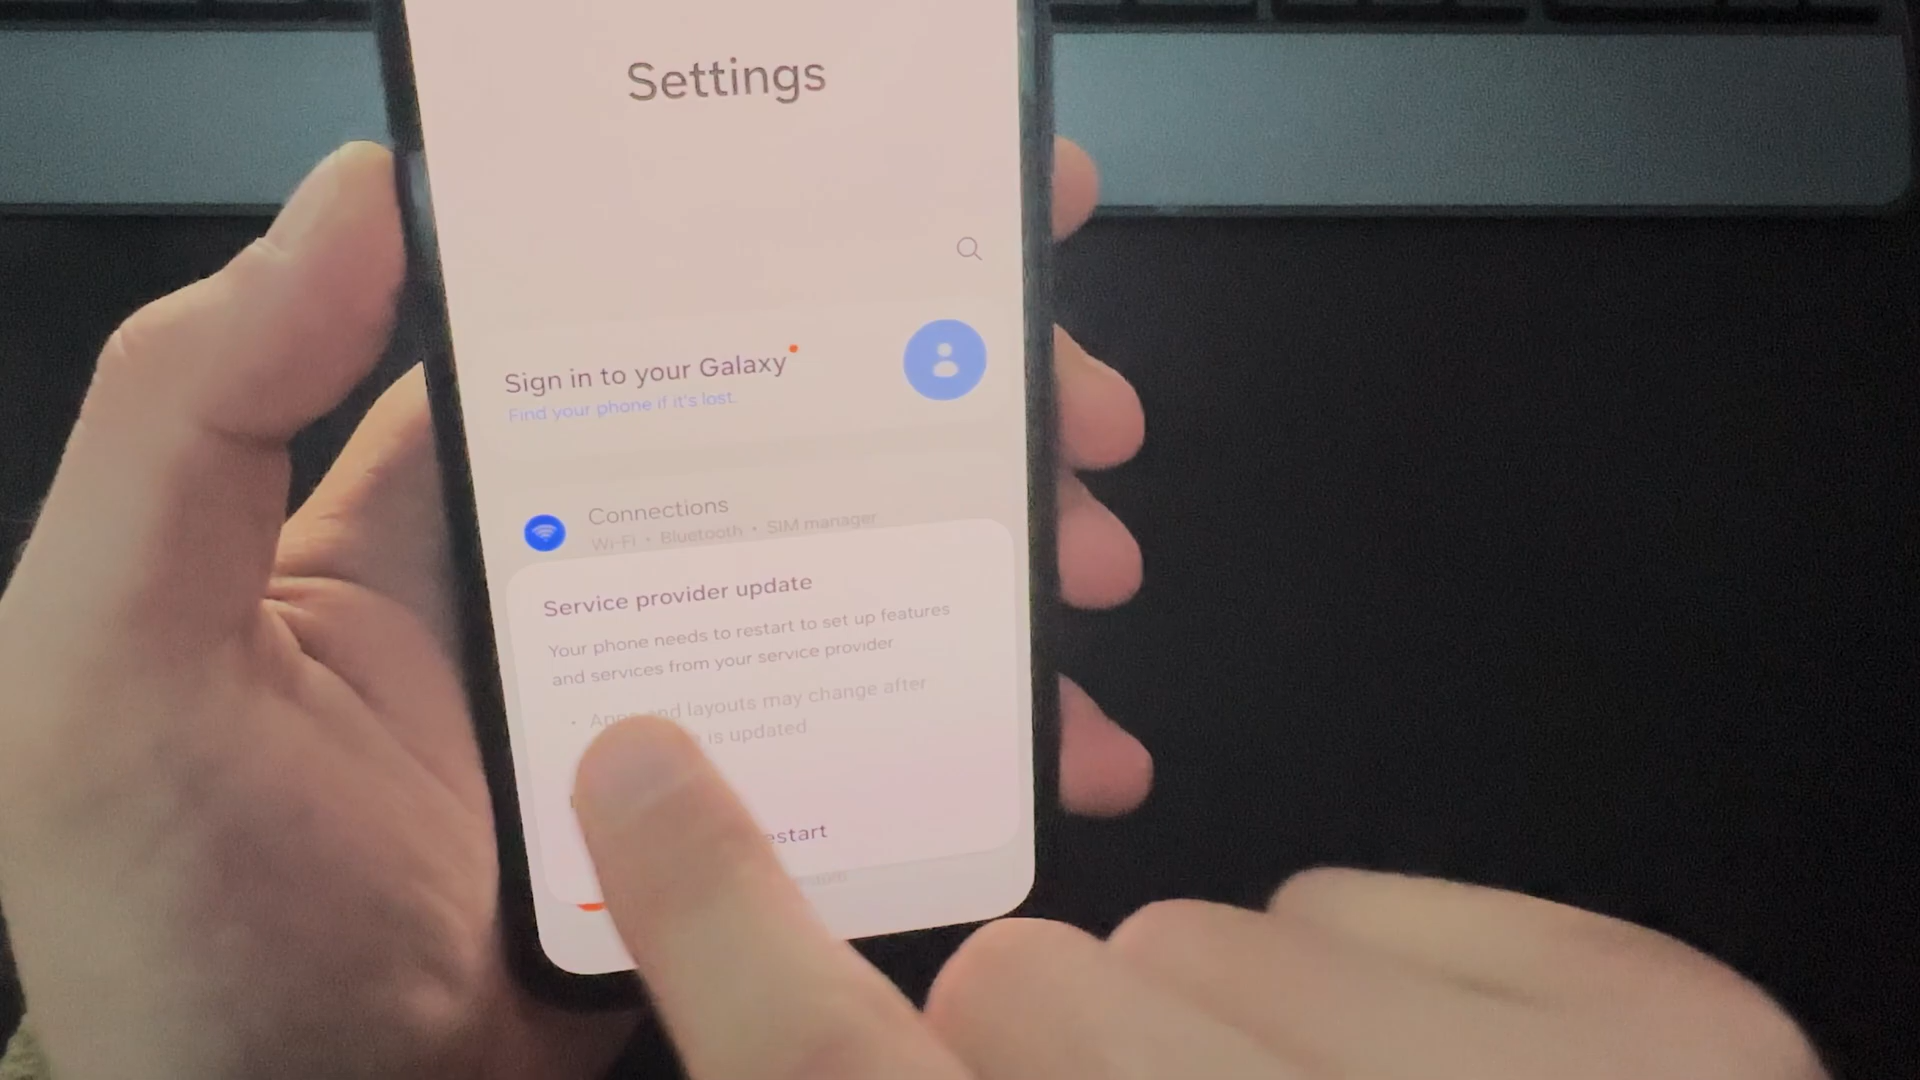 Settings
Sign in to your Galaxy
Find your phone if it's lost.
Connections
Wi-Fi • Bluetooth • SIM manager
Service provider update
Your phone needs to restart to set up features
and services from your service provider
• Apps and layouts may change after
is updated
estart